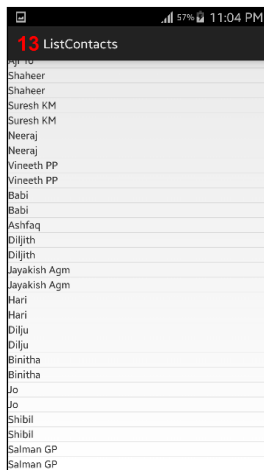 57% 11:04 PM
13 ListContacts
Shaheer
Shaheer
Suresh KM
Suresh KM
Neeraj
Neeraj
Vineeth PP
Vineeth PP
Babi
Babi
Ashfaq
Diljith
Diljith
Jayakish Agm
Jayakish Agm
Hari
Hari
Dilju
Dilju
Binitha
Binitha
Jo
Jo
Shibil
Shibil
Salman GP
Salman GP